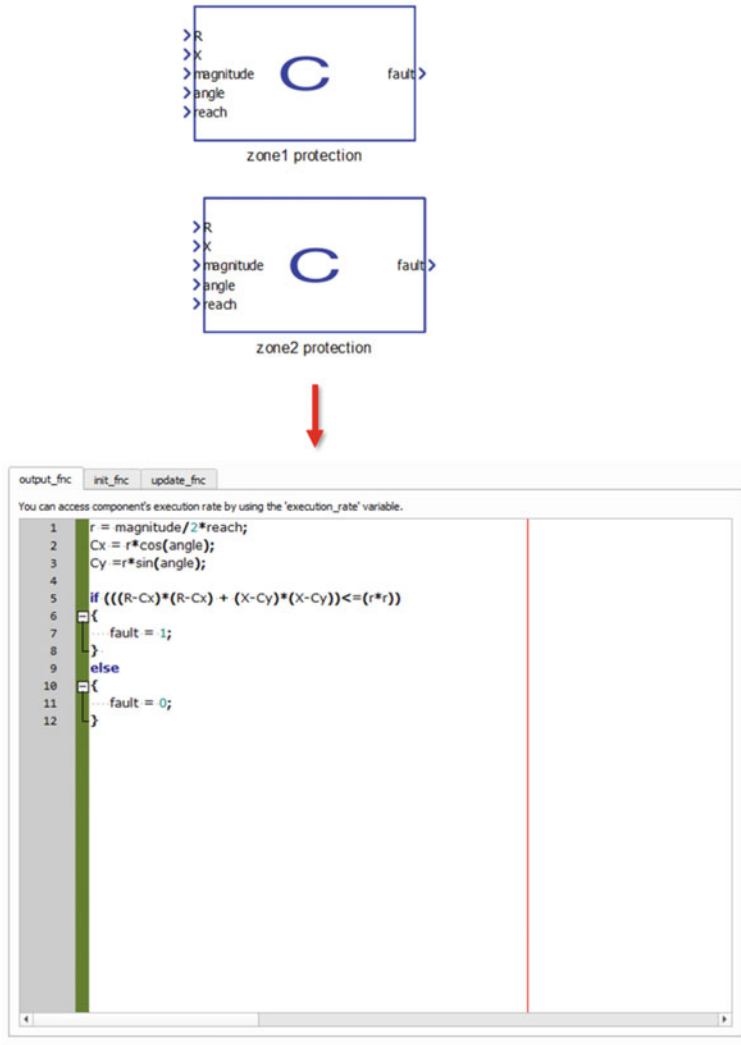 R
X
magnitude
angle
reach
C
fault
zone1 protection
R
X
magnitude
angle
reach
C
fault
zone2 protection
output_fnc init_fnc update_fnc
You can access component's execution rate by using the 'execution_rate' variable.
1 r = magnitude/2*reach;
2 Cx = r*cos(angle);
3 Cy =r*sin(angle);
4
5 if (((R-Cx)*(R-Cx) + (X-Cy)*(X-Cy))<=(r*r))
6 {
7 fault = 1;
8 }
9 else
10 {
11 fault = 0;
12 }